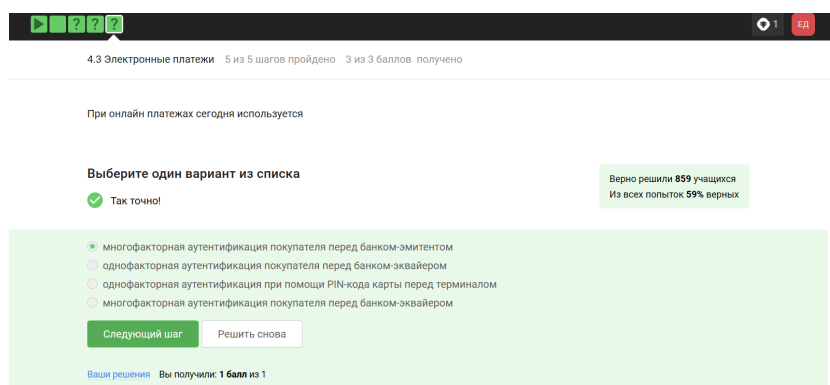 ? ? ?
1 ЕД
4.3 Электронные платежи 5 из 5 шагов пройдено 3 из 3 баллов получено
При онлайн платежах сегодня используется
Выберите один вариант из списка
Так точно!
Верно решили 859 учащихся
Из всех попыток 59% верных
многофакторная аутентификация покупателя перед банком-эмитентом
однофакторная аутентификация покупателя перед банком-эквайером
однофакторная аутентификация при помощи PIN-кода карты перед терминалом
многофакторная аутентификация покупателя перед банком-эквайером
Следующий шаг Решить снова
Ваши решения Вы получили: 1 балл из 1